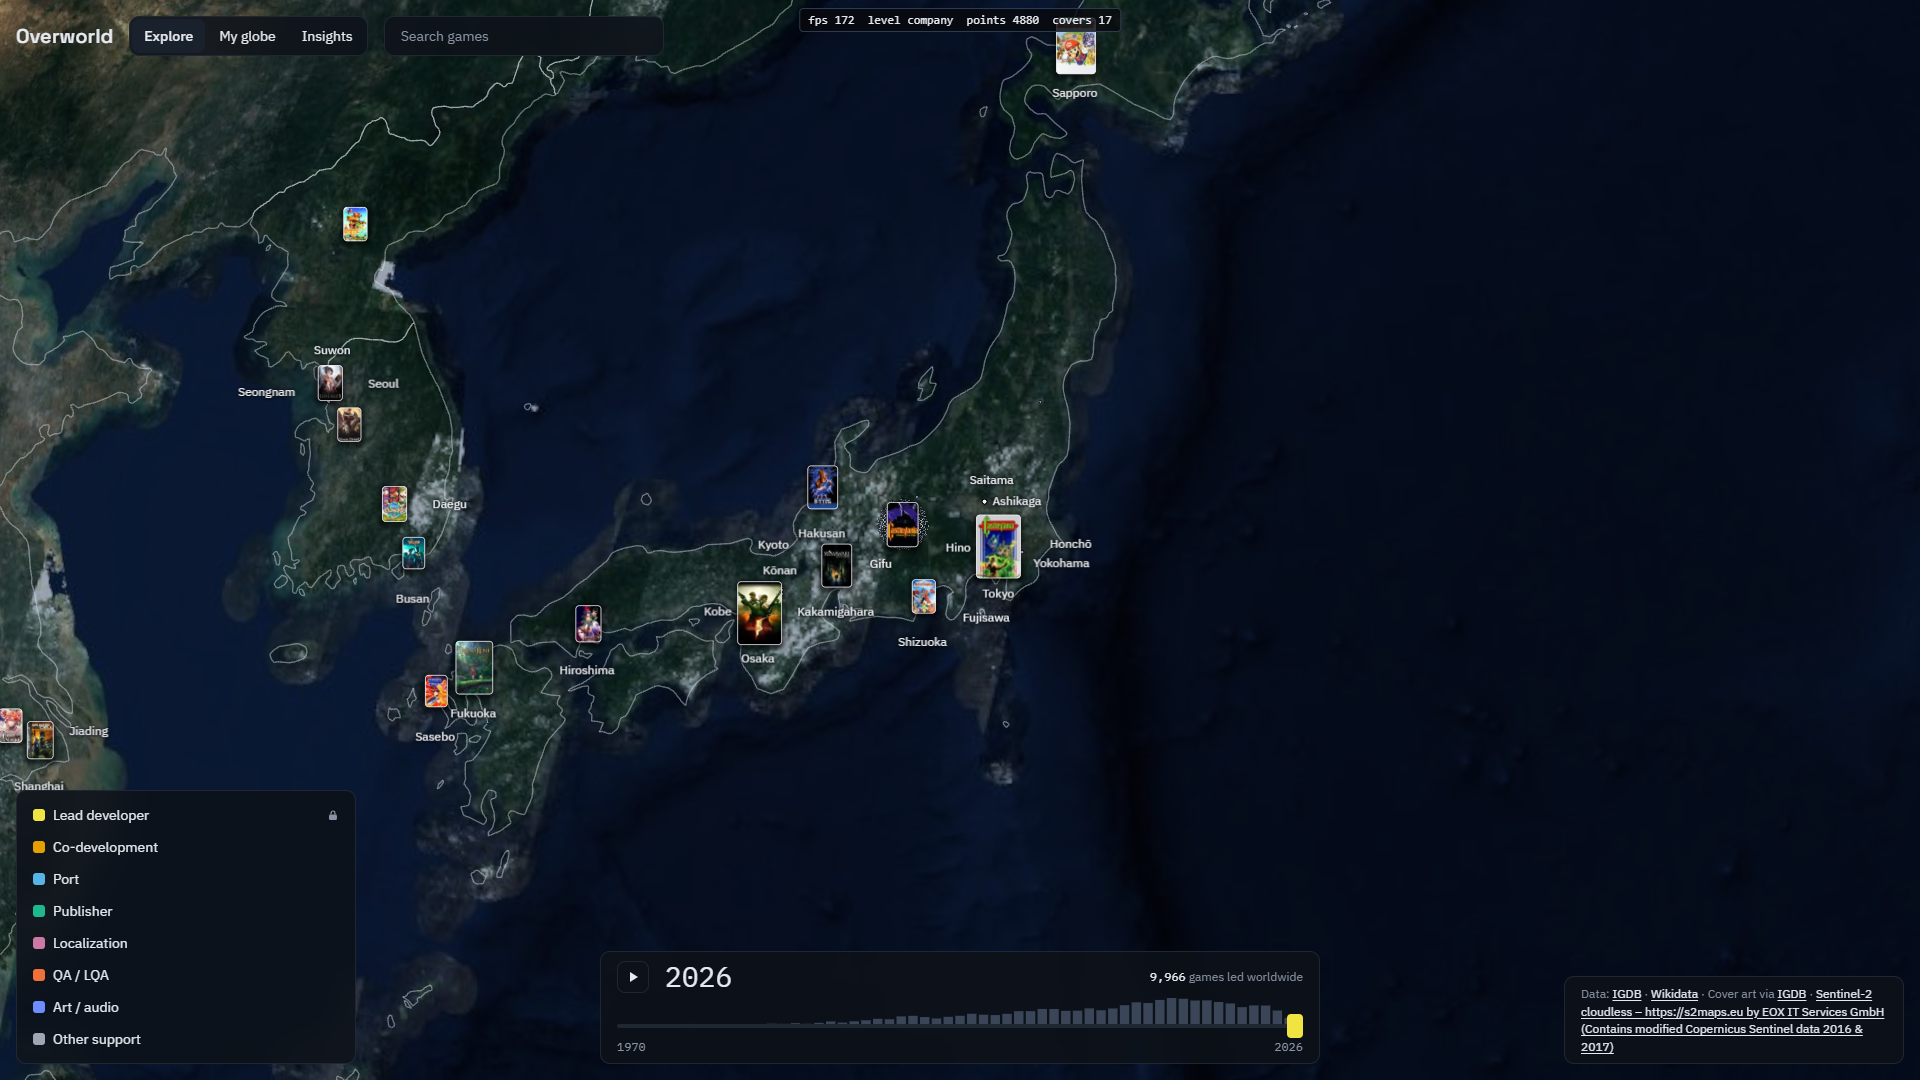 Overworld
Explore
My globe
Insights
Search games
fps 172 level company points 4880 covers 17
Sapporo
Suwon
Seongnam
Seoul
Daegu
Busan
Saitama
Ashikaga
Hakusan
Kyoto
Hino
Honchō
Gifu
Yokohama
Kōnan
Tokyo
Kobe
Kakamigahara
Fujisawa
Shizuoka
Osaka
Hiroshima
Fukuoka
Sasebo
Jiading
Shanghai
Lead developer
Co-development
Port
Publisher
Localization
QA / LQA
Art / audio
Other support
2026
9,966 games led worldwide
1970
2026
Data: IGDB · Wikidata · Cover art via IGDB · Sentinel-2
cloudless – https://s2maps.eu by EOX IT Services GmbH
(Contains modified Copernicus Sentinel data 2016 &
2017)